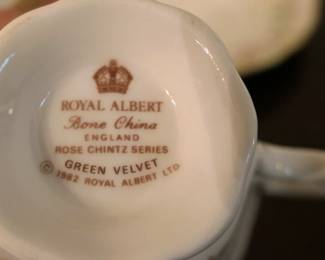 ROYAL ALBERT
Bone China
ENGLAND
ROSE CHINTZ SERIES
GREEN VELVET
© 1982 ROYAL ALBERT LTD